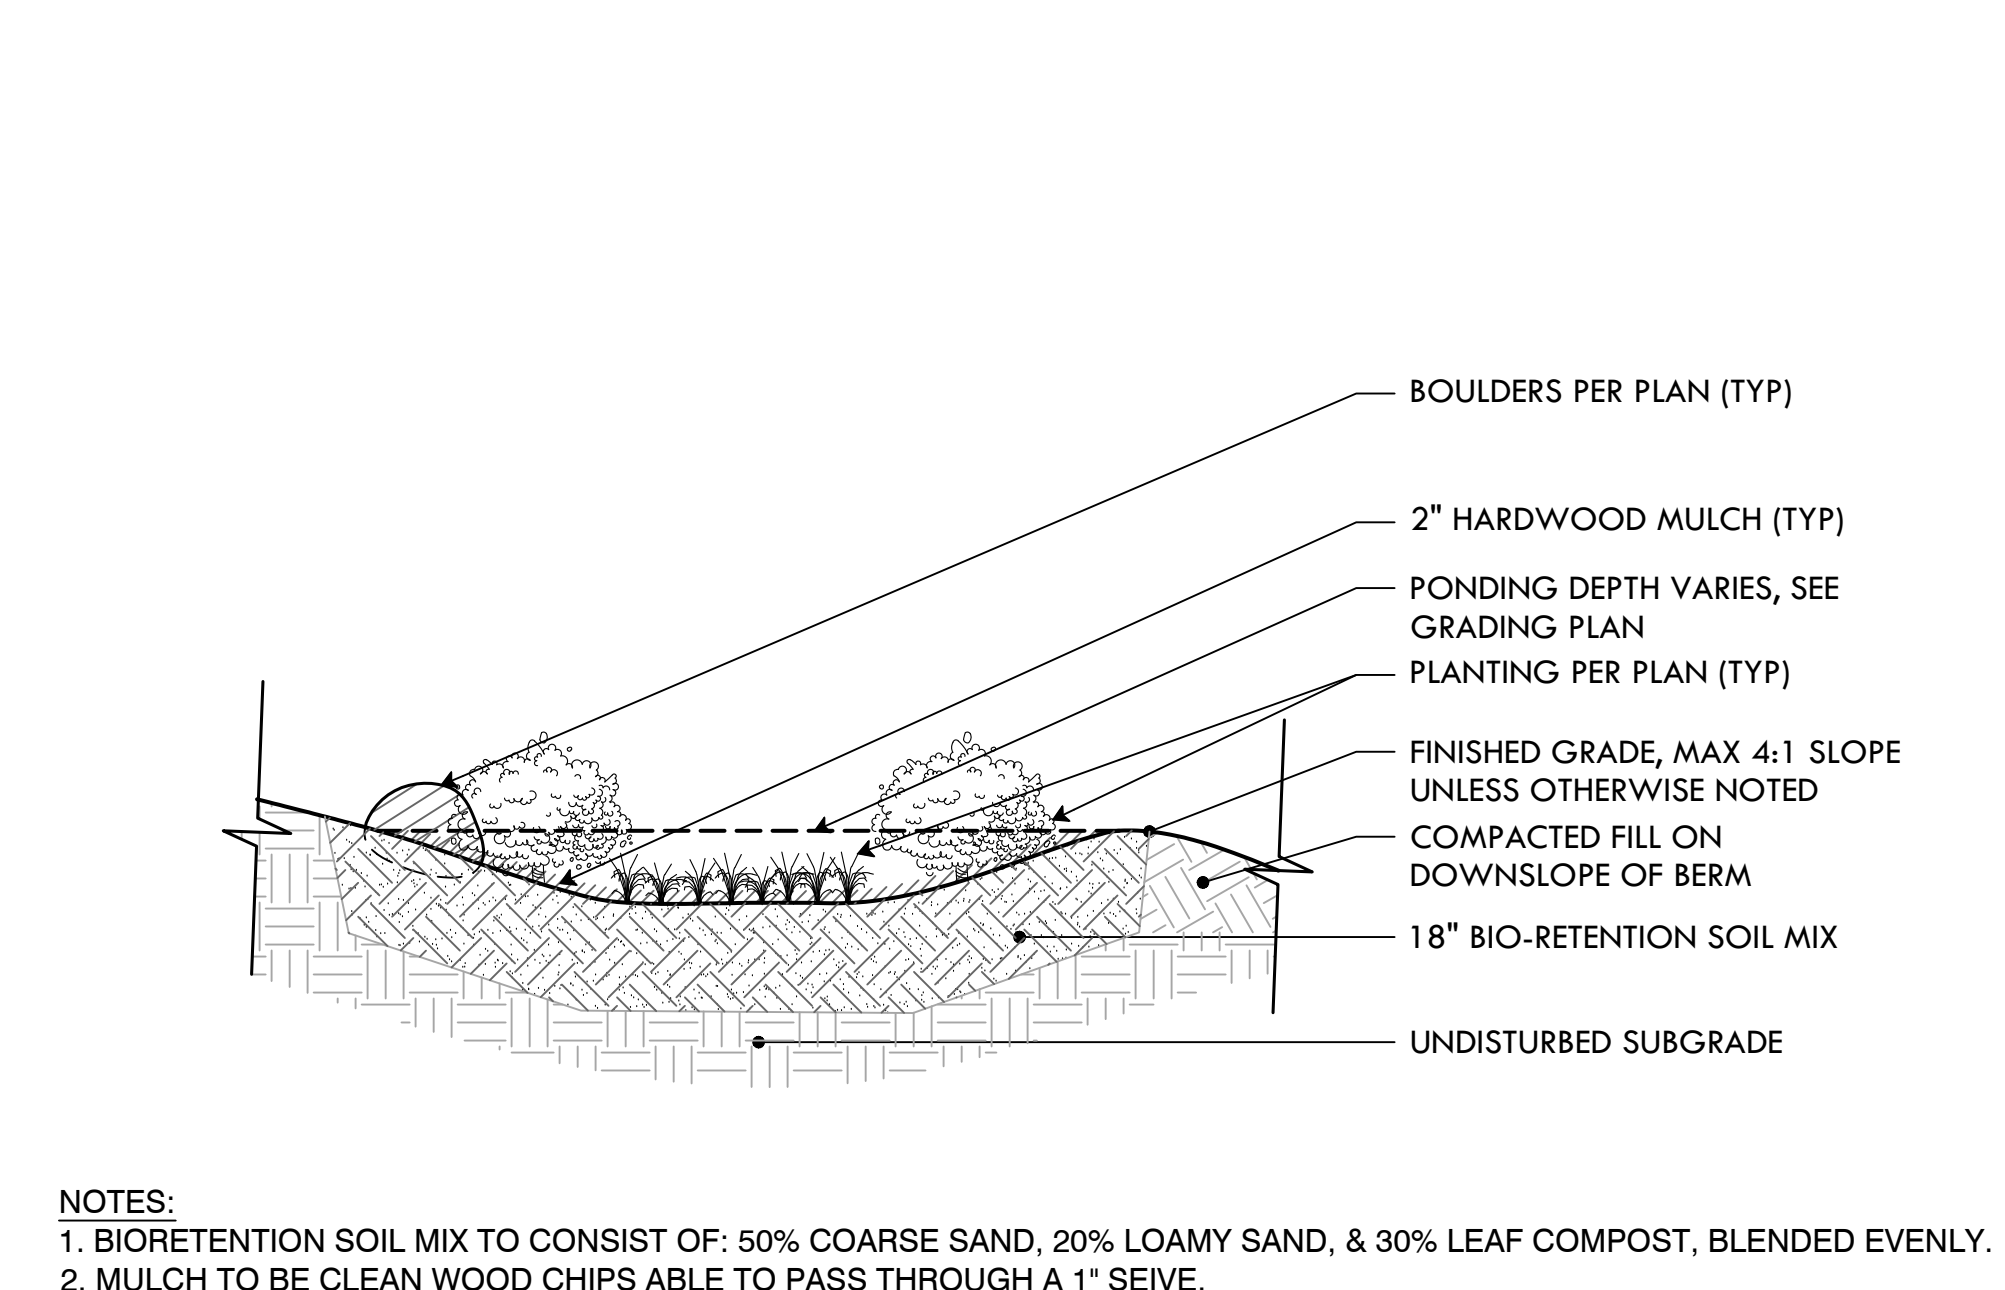 BOULDERS PER PLAN (TYP)
2" HARDWOOD MULCH (TYP)
PONDING DEPTH VARIES, SEE
GRADING PLAN
PLANTING PER PLAN (TYP)
FINISHED GRADE, MAX 4:1 SLOPE
UNLESS OTHERWISE NOTED
COMPACTED FILL ON
DOWNSLOPE OF BERM
18" BIO-RETENTION SOIL MIX
UNDISTURBED SUBGRADE
NOTES:
1. BIORETENTION SOIL MIX TO CONSIST OF: 50% COARSE SAND, 20% LOAMY SAND, & 30% LEAF COMPOST, BLENDED EVENLY.
2. MULCH TO BE CLEAN WOOD CHIPS ABLE TO PASS THROUGH A 1" SEIVE.